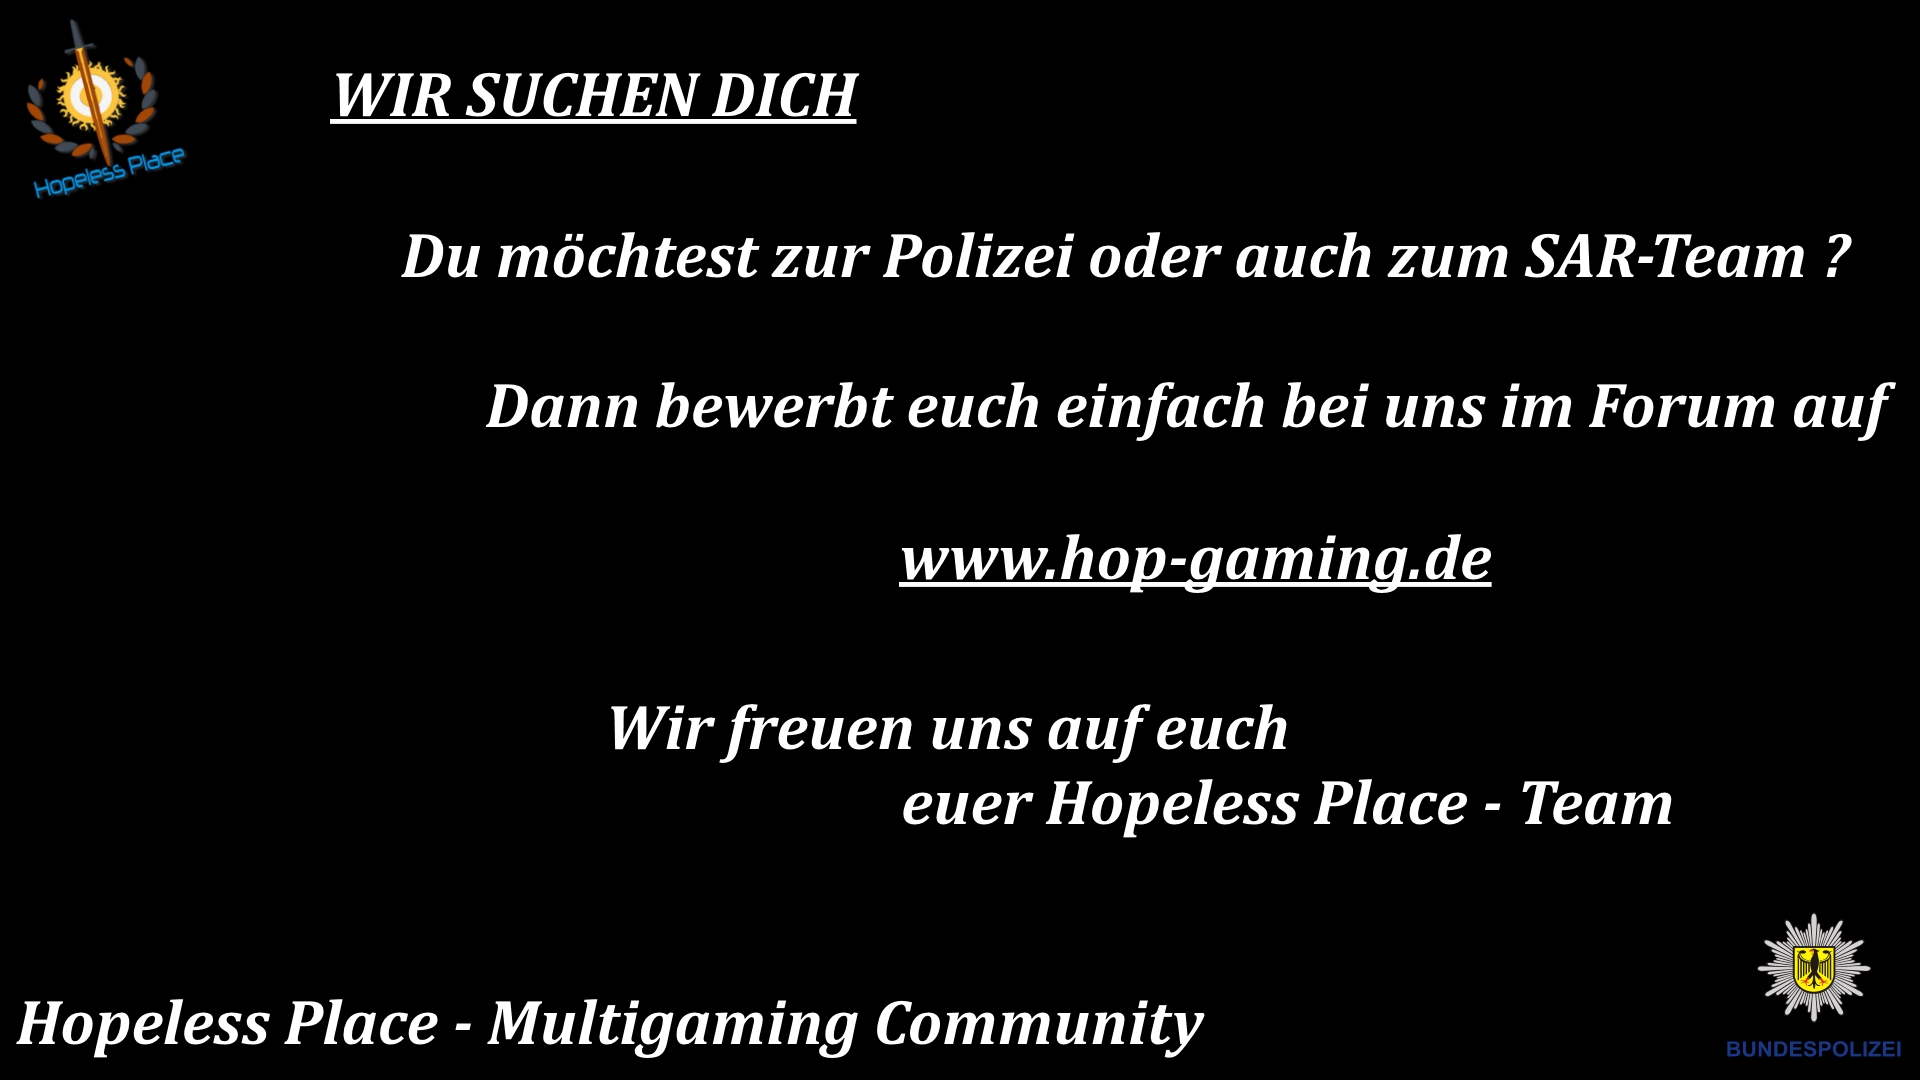 Hopeless Place
WIR SUCHEN DICH
Du möchtest zur Polizei oder auch zum SAR-Team ?
Dann bewerbt euch einfach bei uns im Forum auf
www.hop-gaming.de
Wir freuen uns auf euch
euer Hopeless Place - Team
Hopeless Place - Multigaming Community
BUNDESPOLIZEI